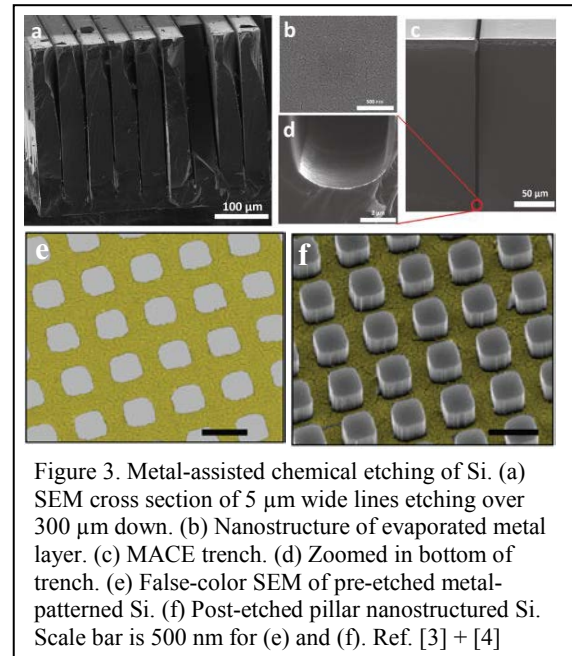 a
b
c
500 nm
d
100 µm
50 µm
e
f
Figure 3. Metal-assisted chemical etching of Si. (a)
SEM cross section of 5 µm wide lines etching over
300 µm down. (b) Nanostructure of evaporated metal
layer. (c) MACE trench. (d) Zoomed in bottom of
trench. (e) False-color SEM of pre-etched metal-
patterned Si. (f) Post-etched pillar nanostructured Si.
Scale bar is 500 nm for (e) and (f). Ref. [3] + [4]